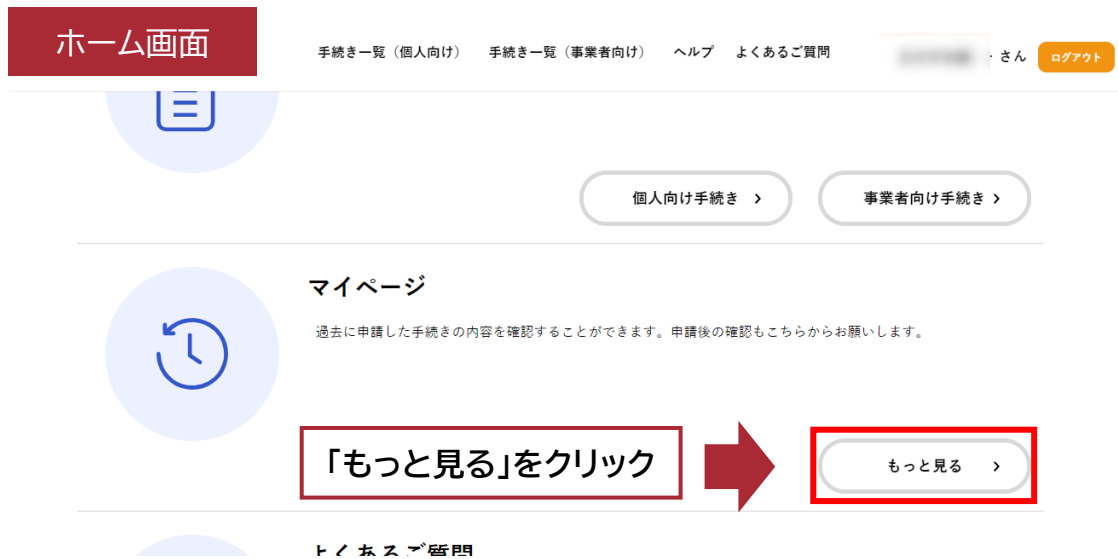 ホーム画面
手続き一覧（個人向け） 手続き一覧（事業者向け） ヘルプ よくあるご質問 さん ログアウト
個人向け手続き 事業者向け手続き
マイページ
過去に申請した手続きの内容を確認することができます。申請後の確認もこちらからお願いします。
「もっと見る」をクリック
もっと見る
よくあるご質問